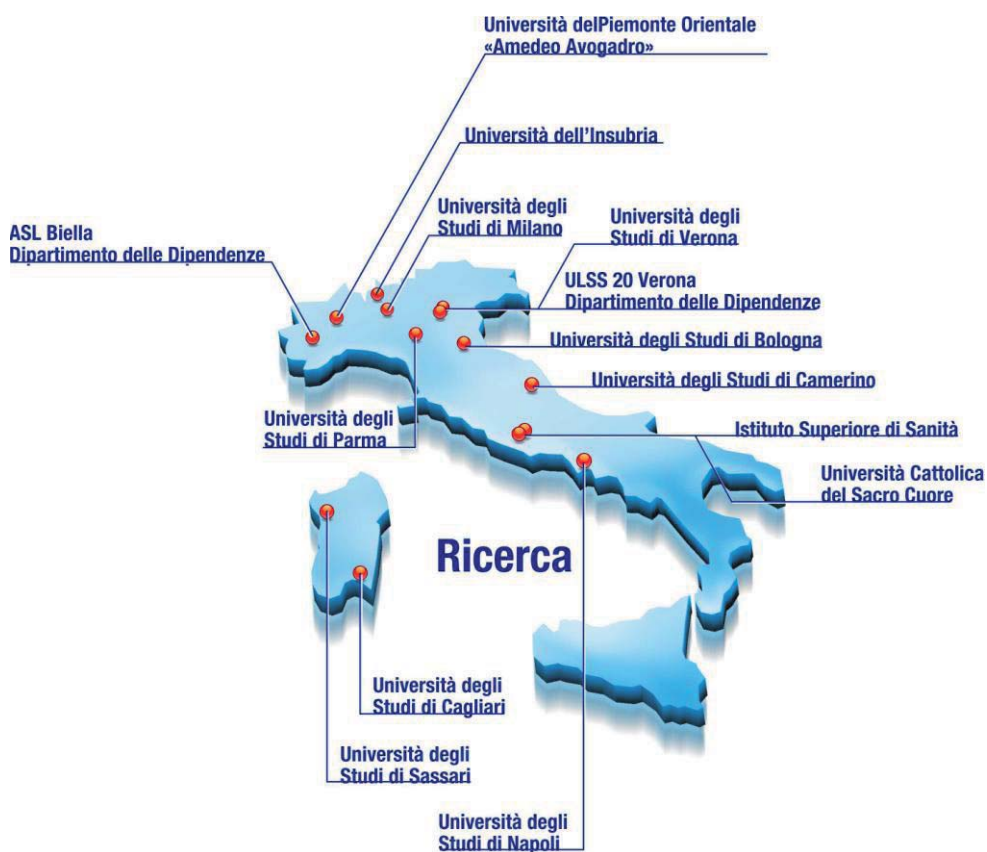 Università delPiemonte Orientale
«Amedeo Avogadro»
Università dell'Insubria
Università degli
Studi di Milano
Università degli
Studi di Verona
ASL Biella
Dipartimento delle Dipendenze
ULSS 20 Verona
Dipartimento delle Dipendenze
Università degli Studi di Bologna
Università degli Studi di Camerino
Università degli
Studi di Parma
Istituto Superiore di Sanità
Università Cattolica
del Sacro Cuore
Ricerca
Università degli
Studi di Cagliari
Università degli
Studi di Sassari
Università degli
Studi di Napoli